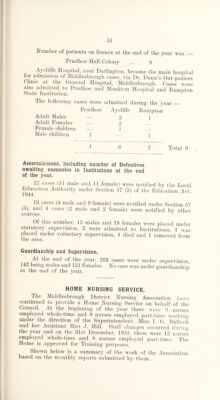 53
Number of patients on licence at the end of the year was :—
Prudhoe Hall Colony .. 8
Aycliffe Hospital, near Darlington, became the main hospital
for admission of Middlesbrough cases, via Dr. Dunn's Out-patient
Clinic at the General Hospital, Middlesbrough. Cases were
also admitted to Prudhoe and Monkton Hospital and Rampton
State Institution.
The following cases were admitted during the year :—
Prudhoe Aycliffe Rampton
Adult Males — 3 1
Adult Females — 2 —
Female children — 1 —
Male children 1 — 1
1 6 2 Total 9
Ascertainment, including number of Defectives
awaiting vacancies in Institutions at the end
of the year.
22 cases (11 male and 11 female) were notified by the Local
Education Authority under Section 57 (3) of the Education Act,
1944.
13 cases (4 male and 9 female) were notified under Section 57
(5), and 4 cases (2 male and 2 female) were notified by other
sources.
Of this number, 15 males and 19 females were placed under
statutory supervision, 2 were admitted to Institutions, 1 was
placed under voluntary supervision, 1 died and 1 removed from
the area.
Guardianship and Supervision.
At the end of the year, 263 cases were under supervision,
142 being males and 121 females. No case was under guardianship
at the end of the year.
HOME NURSING SERVICE.
The Middlesbrough District Nursing Association have
continued to provide a Home Nursing Service on behalf of the
Council. At the beginning of the year there were 9 nurses
employed whole-time and 9 nurses employed part-time working
under the direction of the Superintendent, Miss I. G. Bulloch
and her Assistant Miss J. Hill. Staff changes occurred during
the year and on the 31st December, 1951, there were 13 nurses
employed whole-time and 8 nurses employed part-time. The
Home is approved for Training purposes.
Shown below is a summary of the work of the Association
based on the monthly reports submitted by them.